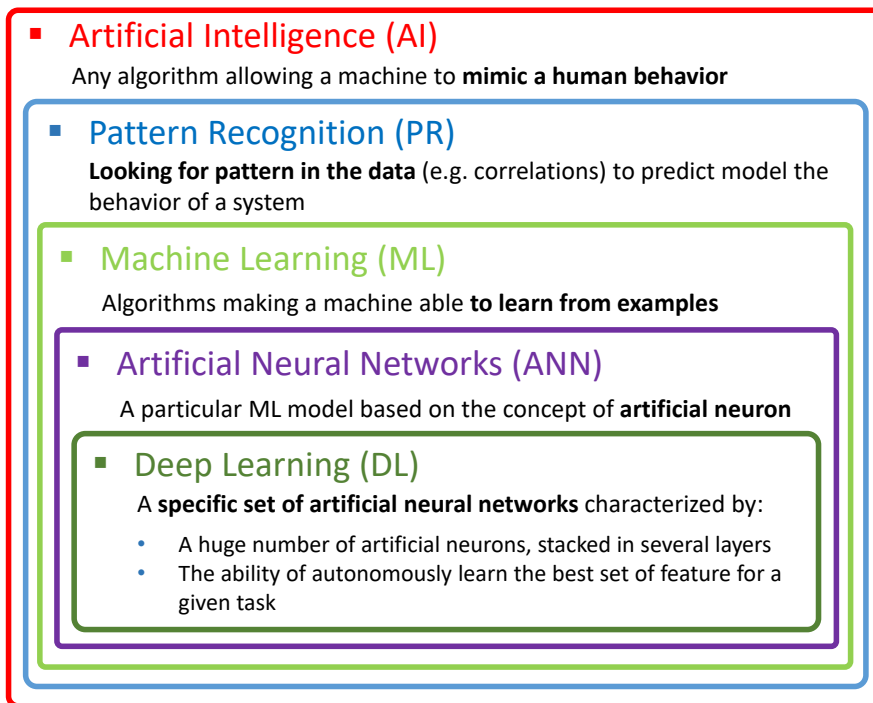 ▪ Artificial Intelligence (AI)
Any algorithm allowing a machine to mimic a human behavior
▪ Pattern Recognition (PR)
Looking for pattern in the data (e.g. correlations) to predict model the
behavior of a system
▪ Machine Learning (ML)
Algorithms making a machine able to learn from examples
▪ Artificial Neural Networks (ANN)
A particular ML model based on the concept of artificial neuron
▪ Deep Learning (DL)
A specific set of artificial neural networks characterized by:
• A huge number of artificial neurons, stacked in several layers
• The ability of autonomously learn the best set of feature for a
given task